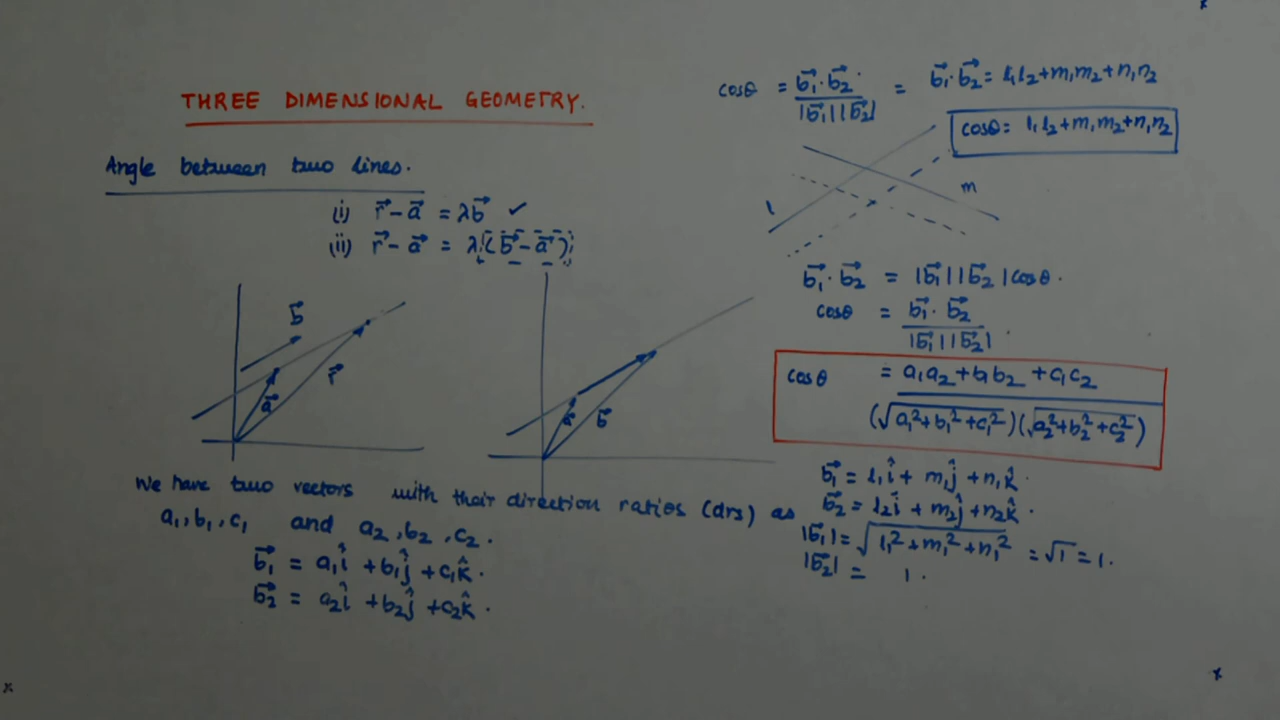 THREE DIMENSIONAL GEOMETRY.
Angle between two lines.
(i) r⃗ - a⃗ = λb⃗ ✓
(ii) r⃗ - a⃗ = λ(b⃗ - a⃗)
b⃗
a⃗
r⃗
a⃗
b⃗
We have two vectors with their direction ratios (drs) as
a₁, b₁, c₁ and a₂, b₂, c₂.
b⃗₁ = a₁î + b₁ĵ + c₁k̂.
b⃗₂ = a₂î + b₂ĵ + c₂k̂.
cosθ = b⃗₁·b⃗₂ / |b⃗₁||b⃗₂| = b⃗₁·b⃗₂ = l₁l₂+m₁m₂+n₁n₂
cosθ = l₁l₂+m₁m₂+n₁n₂
l
m
b⃗₁·b⃗₂ = |b⃗₁||b⃗₂|cosθ.
cosθ = b⃗₁·b⃗₂ / |b⃗₁||b⃗₂|
cosθ = a₁a₂+b₁b₂+c₁c₂ / (√a₁²+b₁²+c₁²)(√a₂²+b₂²+c₂²)
b⃗₁ = l₁î + m₁ĵ + n₁k̂.
b⃗₂ = l₂î + m₂ĵ + n₂k̂.
|b⃗₁| = √l₁²+m₁²+n₁² = √1 = 1.
|b⃗₂| = 1.